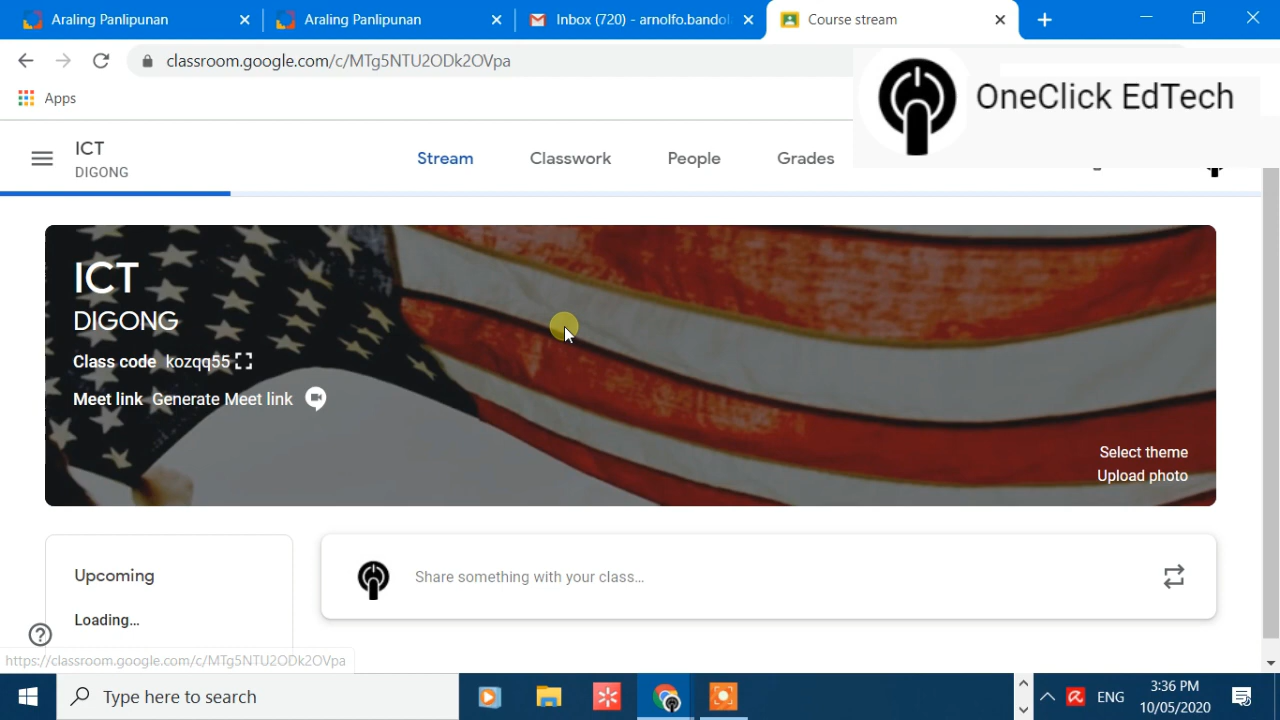 Araling Panlipunan
Araling Panlipunan
Inbox (720) - arnolfo.bandol
Course stream
classroom.google.com/c/MTg5NTU2ODk2OVpa
Apps
OneClick EdTech
ICT
DIGONG
Stream
Classwork
People
Grades
ICT
DIGONG
Class code kozqq55
Meet link Generate Meet link
Select theme
Upload photo
Upcoming
Share something with your class...
Loading...
https://classroom.google.com/c/MTg5NTU2ODk2OVpa
Type here to search
ENG
3:36 PM
10/05/2020